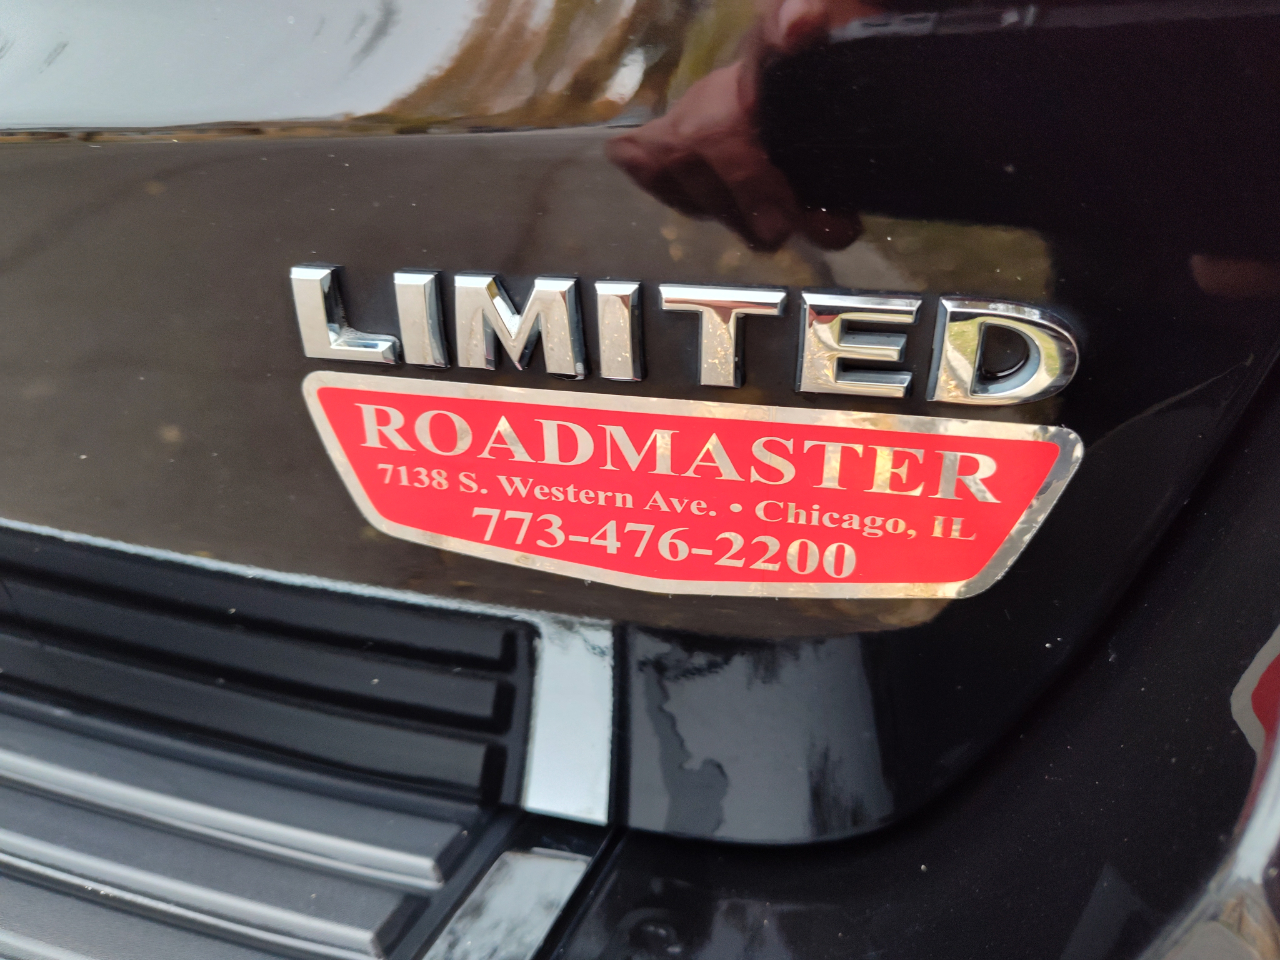 LIMITED
ROADMASTER
7138 S. Western Ave. • Chicago, IL
773-476-2200